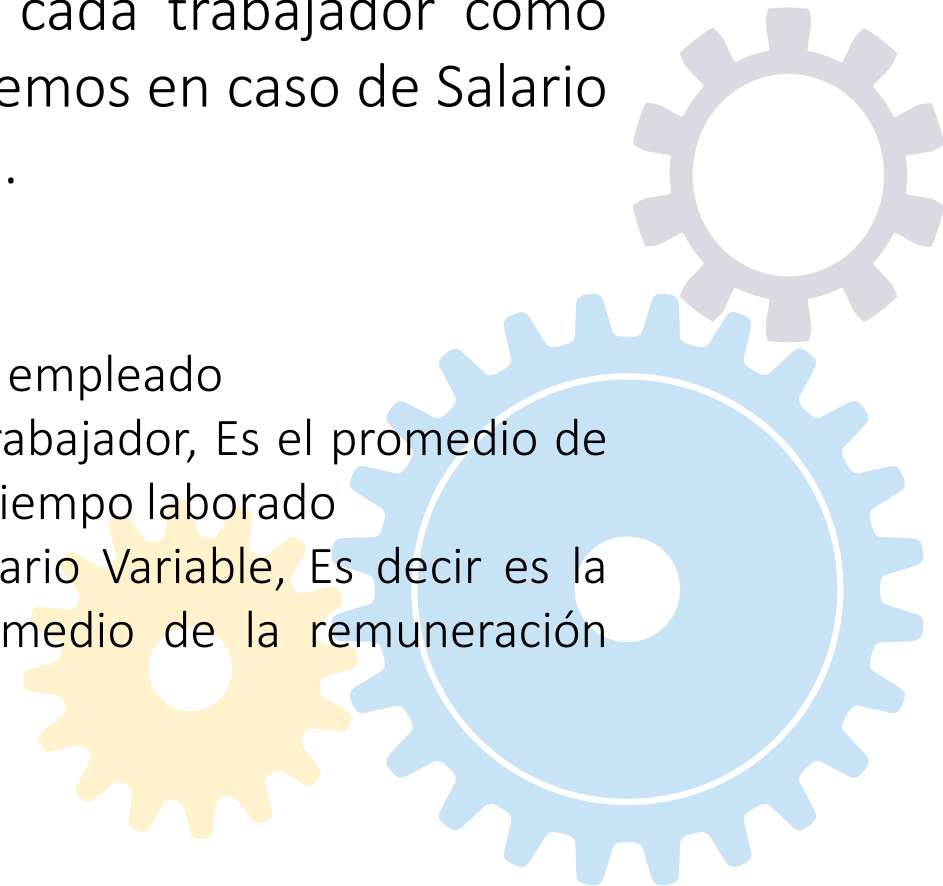 cada trabajador como
emos en caso de Salario
.
empleado
rabajador, Es el promedio de
iempo laborado
ario Variable, Es decir es la
medio de la remuneración